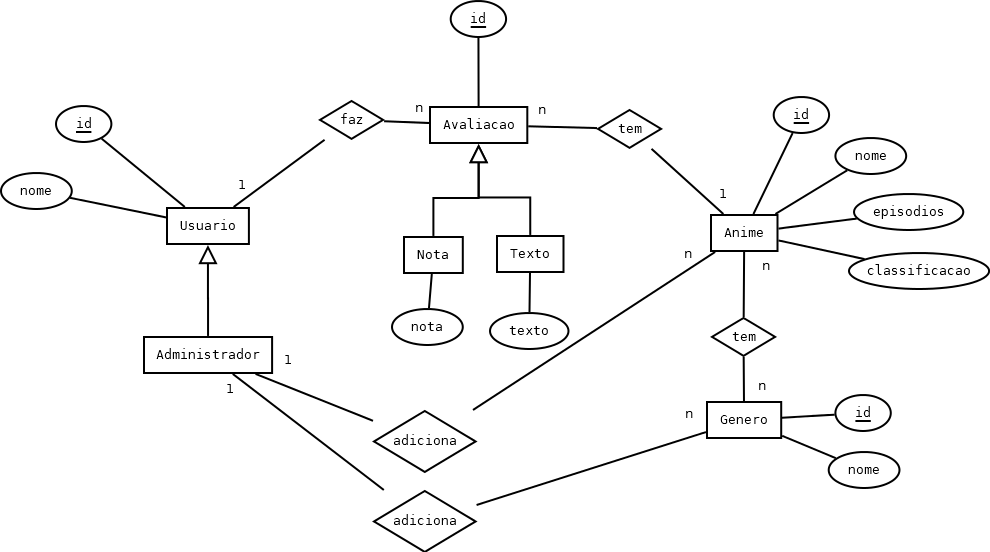 id
id
nome
faz
n
Avaliacao
n
tem
id
nome
1
1
Usuario
Anime
episodios
classificacao
Nota
Texto
n
n
nota
texto
tem
Administrador
1
1
n
n
Genero
id
nome
adiciona
adiciona